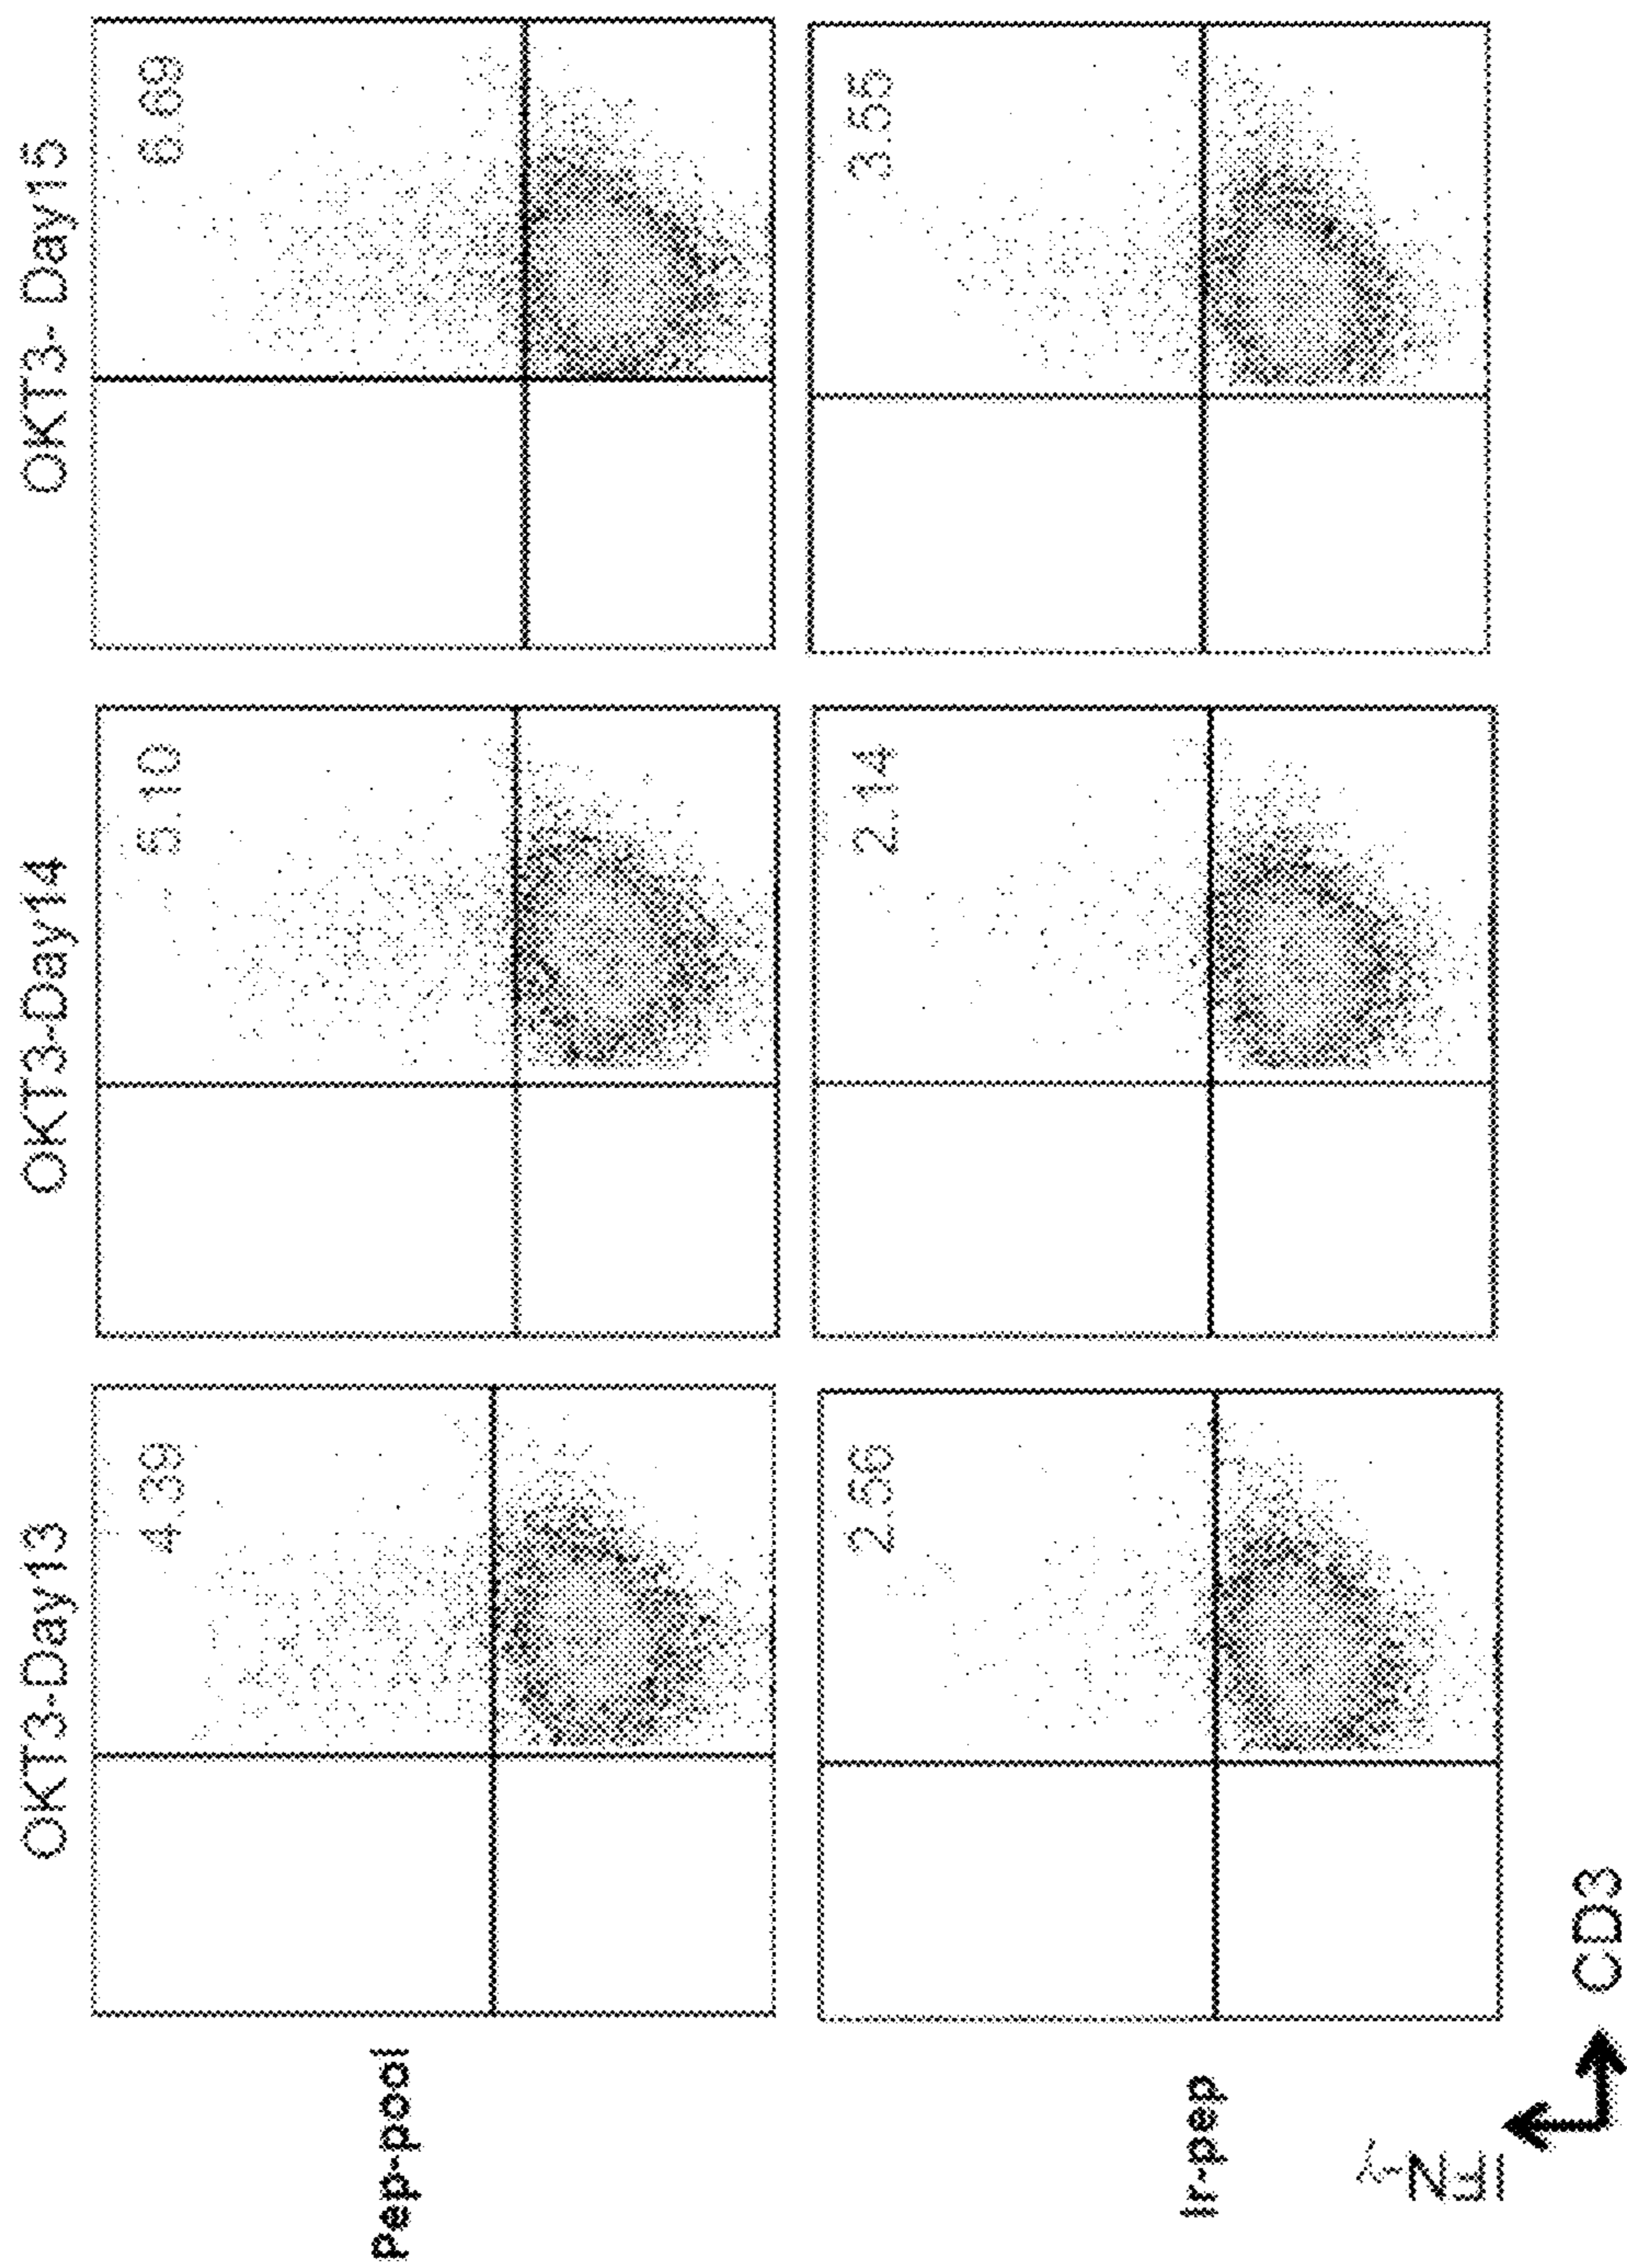 OKT3-Day13 OKT3-Day14 OKT3- Day15
Pep-pool 4.39 5.10 6.69
Ir-pep 2.56 2.14 3.55
IFN-γ
CD3